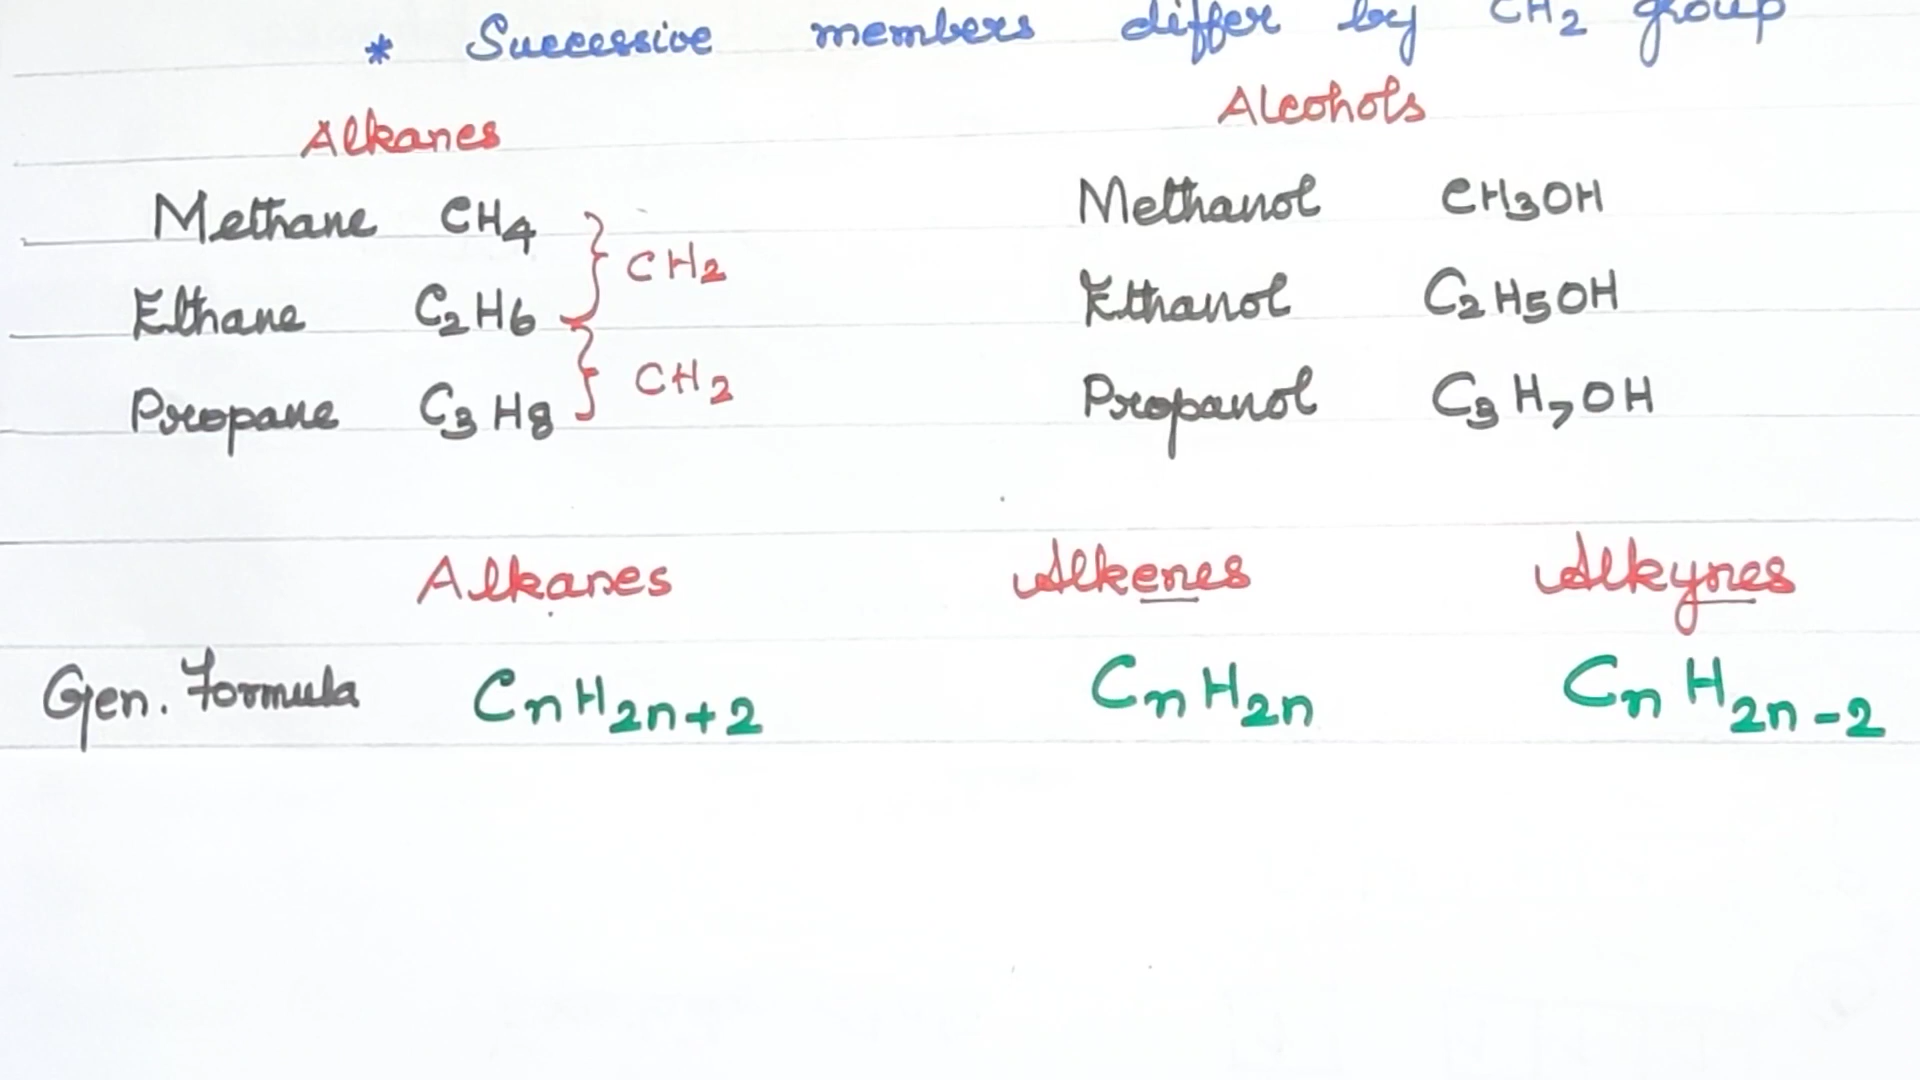 * Successive members differ by CH2 group
Alkanes Alcohols
Methane CH4 } CH2 Methanol CH3OH
Ethane C2H6 Ethanol C2H5OH
} CH2
Propane C3H8 Propanol C3H7OH
Alkanes Alkenes Alkynes
Gen. Formula CnH2n+2 CnH2n CnH2n-2